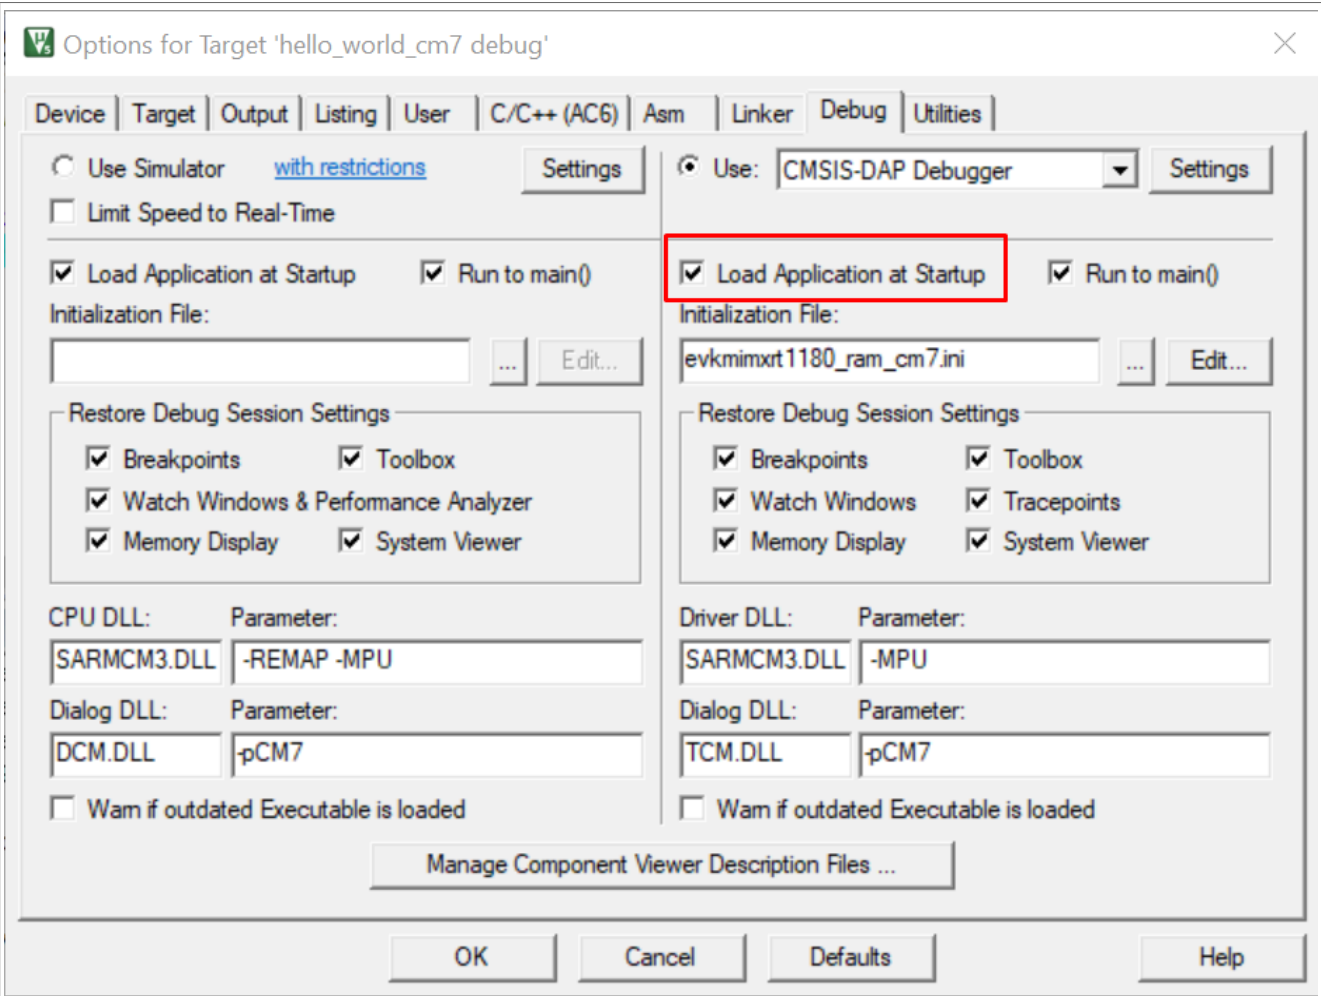 Options for Target 'hello_world_cm7 debug'
Device Target Output Listing User C/C++ (AC6) Asm Linker Debug Utilities
Use Simulator with restrictions Settings Use: CMSIS-DAP Debugger Settings
Limit Speed to Real-Time
Load Application at Startup Run to main() Load Application at Startup Run to main()
Initialization File: Initialization File:
... Edit... evkmimxrt1180_ram_cm7.ini ... Edit...
Restore Debug Session Settings Restore Debug Session Settings
Breakpoints Toolbox Breakpoints Toolbox
Watch Windows & Performance Analyzer Watch Windows Tracepoints
Memory Display System Viewer Memory Display System Viewer
CPU DLL: Parameter: Driver DLL: Parameter:
SARMCM3.DLL -REMAP -MPU SARMCM3.DLL -MPU
Dialog DLL: Parameter: Dialog DLL: Parameter:
DCM.DLL -pCM7 TCM.DLL -pCM7
Warn if outdated Executable is loaded Warn if outdated Executable is loaded
Manage Component Viewer Description Files ...
OK Cancel Defaults Help